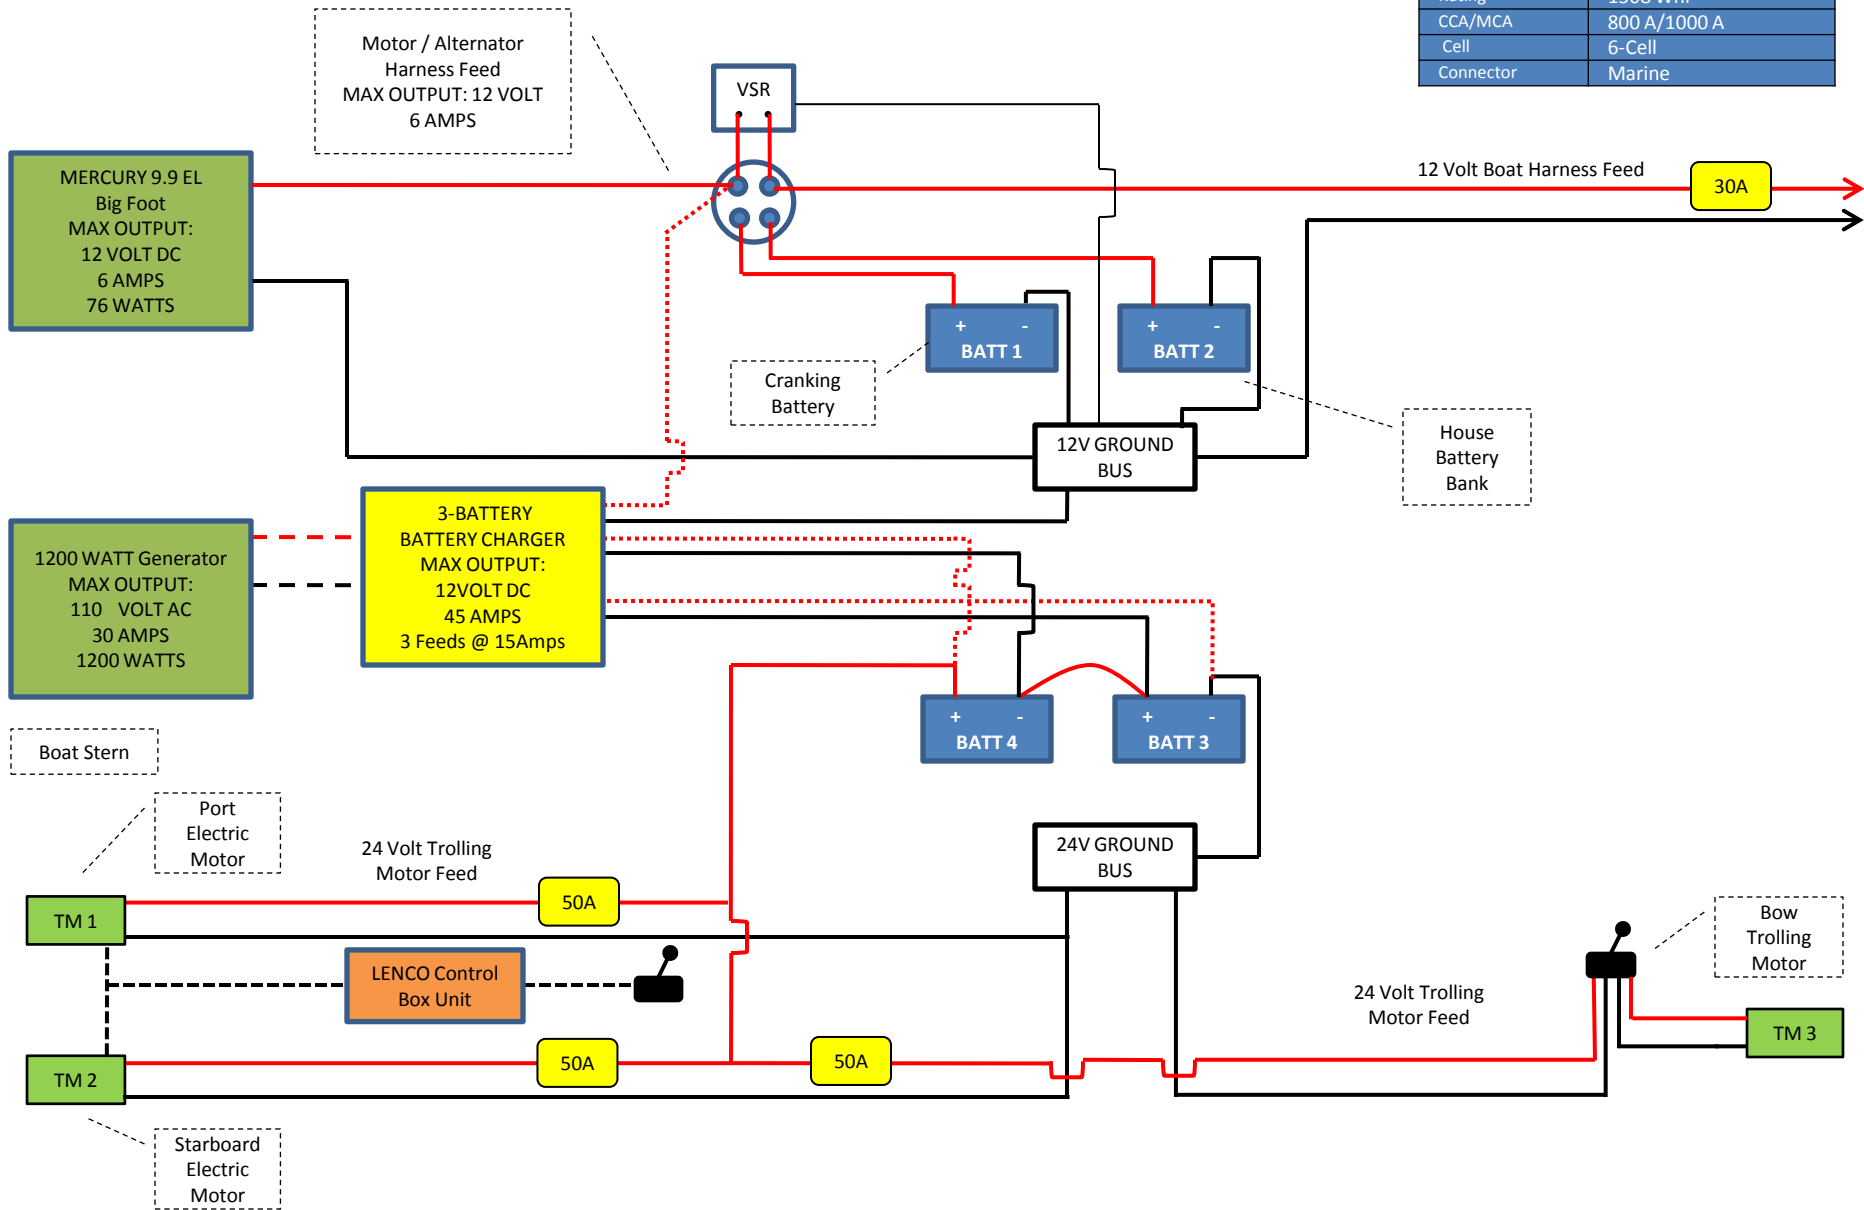 CCA/MCA 800 A/1000 A
Cell 6-Cell
Connector Marine
Motor / Alternator
Harness Feed
MAX OUTPUT: 12 VOLT
6 AMPS
VSR
MERCURY 9.9 EL
Big Foot
MAX OUTPUT:
12 VOLT DC
6 AMPS
76 WATTS
12 Volt Boat Harness Feed
30A
+ -
BATT 1
+ -
BATT 2
Cranking
Battery
House
Battery
Bank
12V GROUND
BUS
1200 WATT Generator
MAX OUTPUT:
110 VOLT AC
30 AMPS
1200 WATTS
3-BATTERY
BATTERY CHARGER
MAX OUTPUT:
12VOLT DC
45 AMPS
3 Feeds @ 15Amps
+ -
BATT 4
+ -
BATT 3
Boat Stern
Port
Electric
Motor
24 Volt Trolling
Motor Feed
50A
24V GROUND
BUS
TM 1
LENCO Control
Box Unit
Bow
Trolling
Motor
24 Volt Trolling
Motor Feed
TM 3
TM 2
50A
50A
Starboard
Electric
Motor